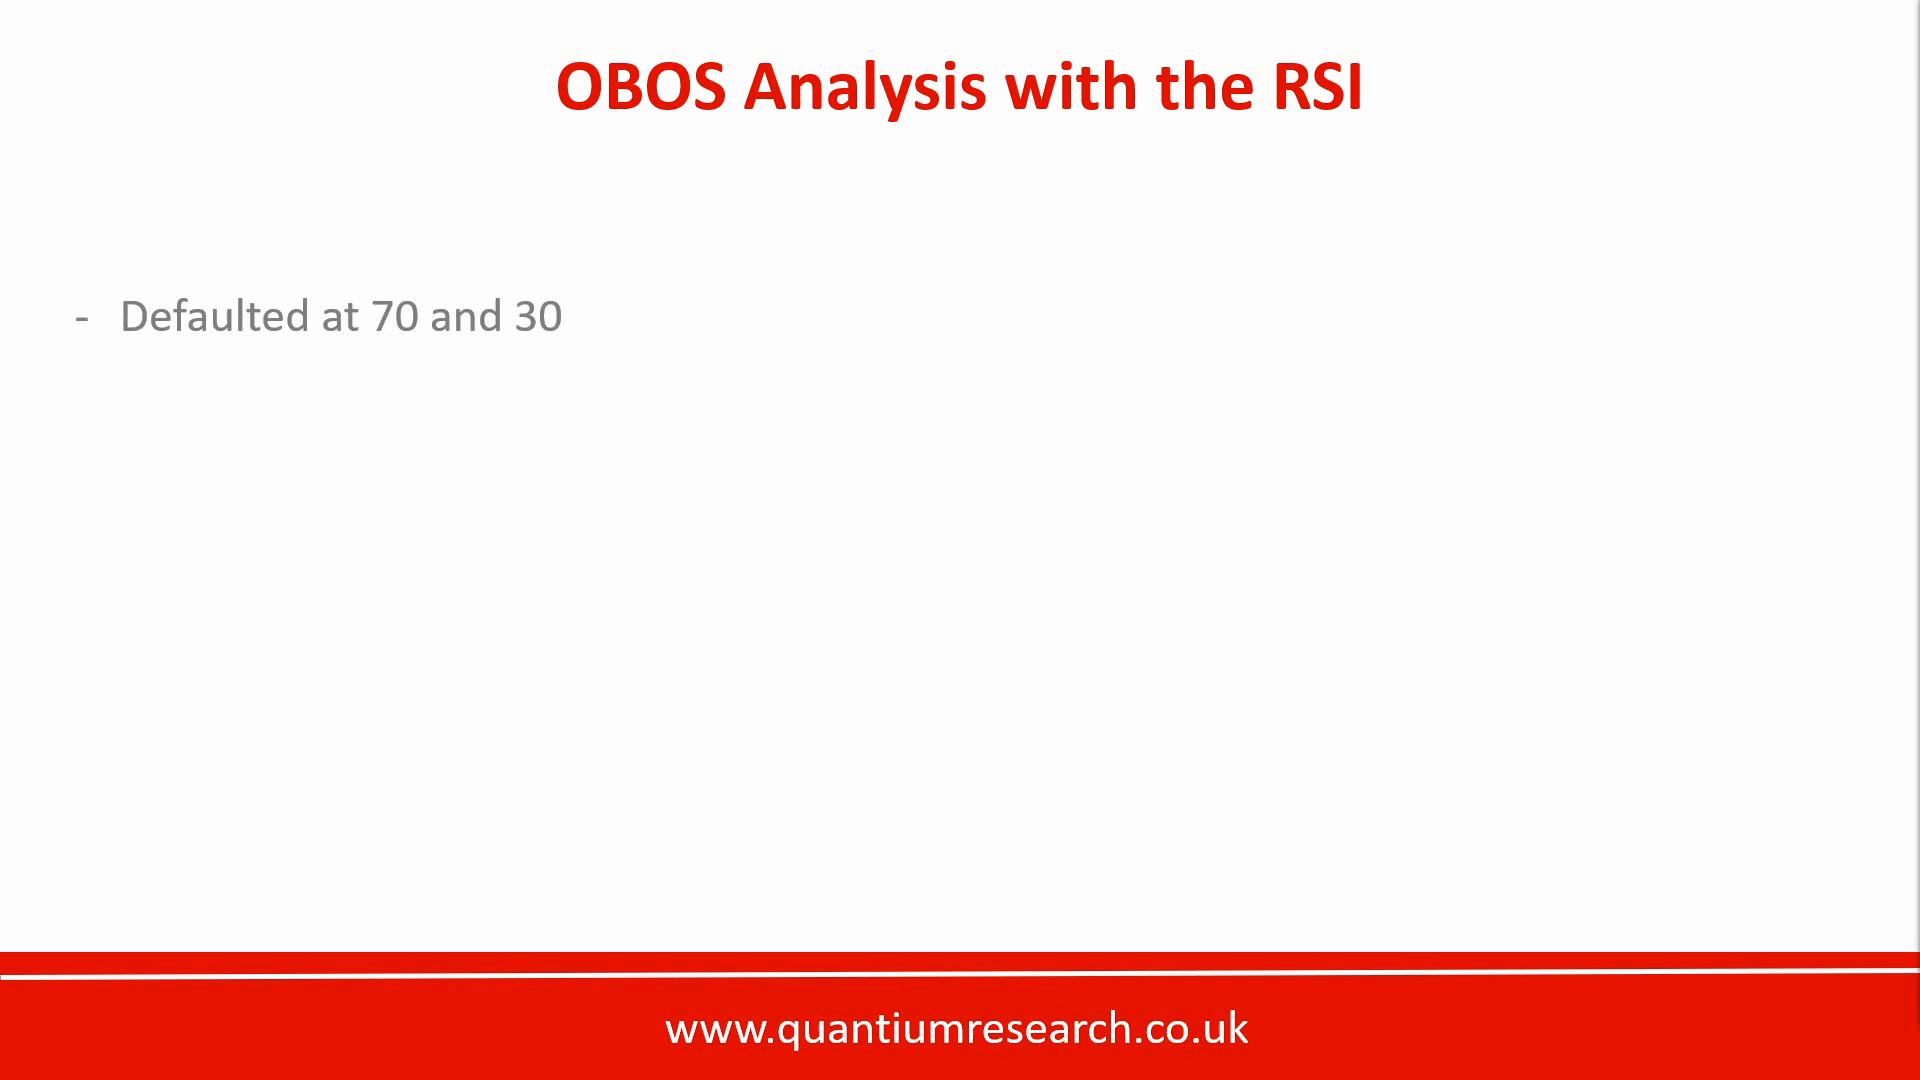 OBOS Analysis with the RSI
- Defaulted at 70 and 30
www.quantiumresearch.co.uk